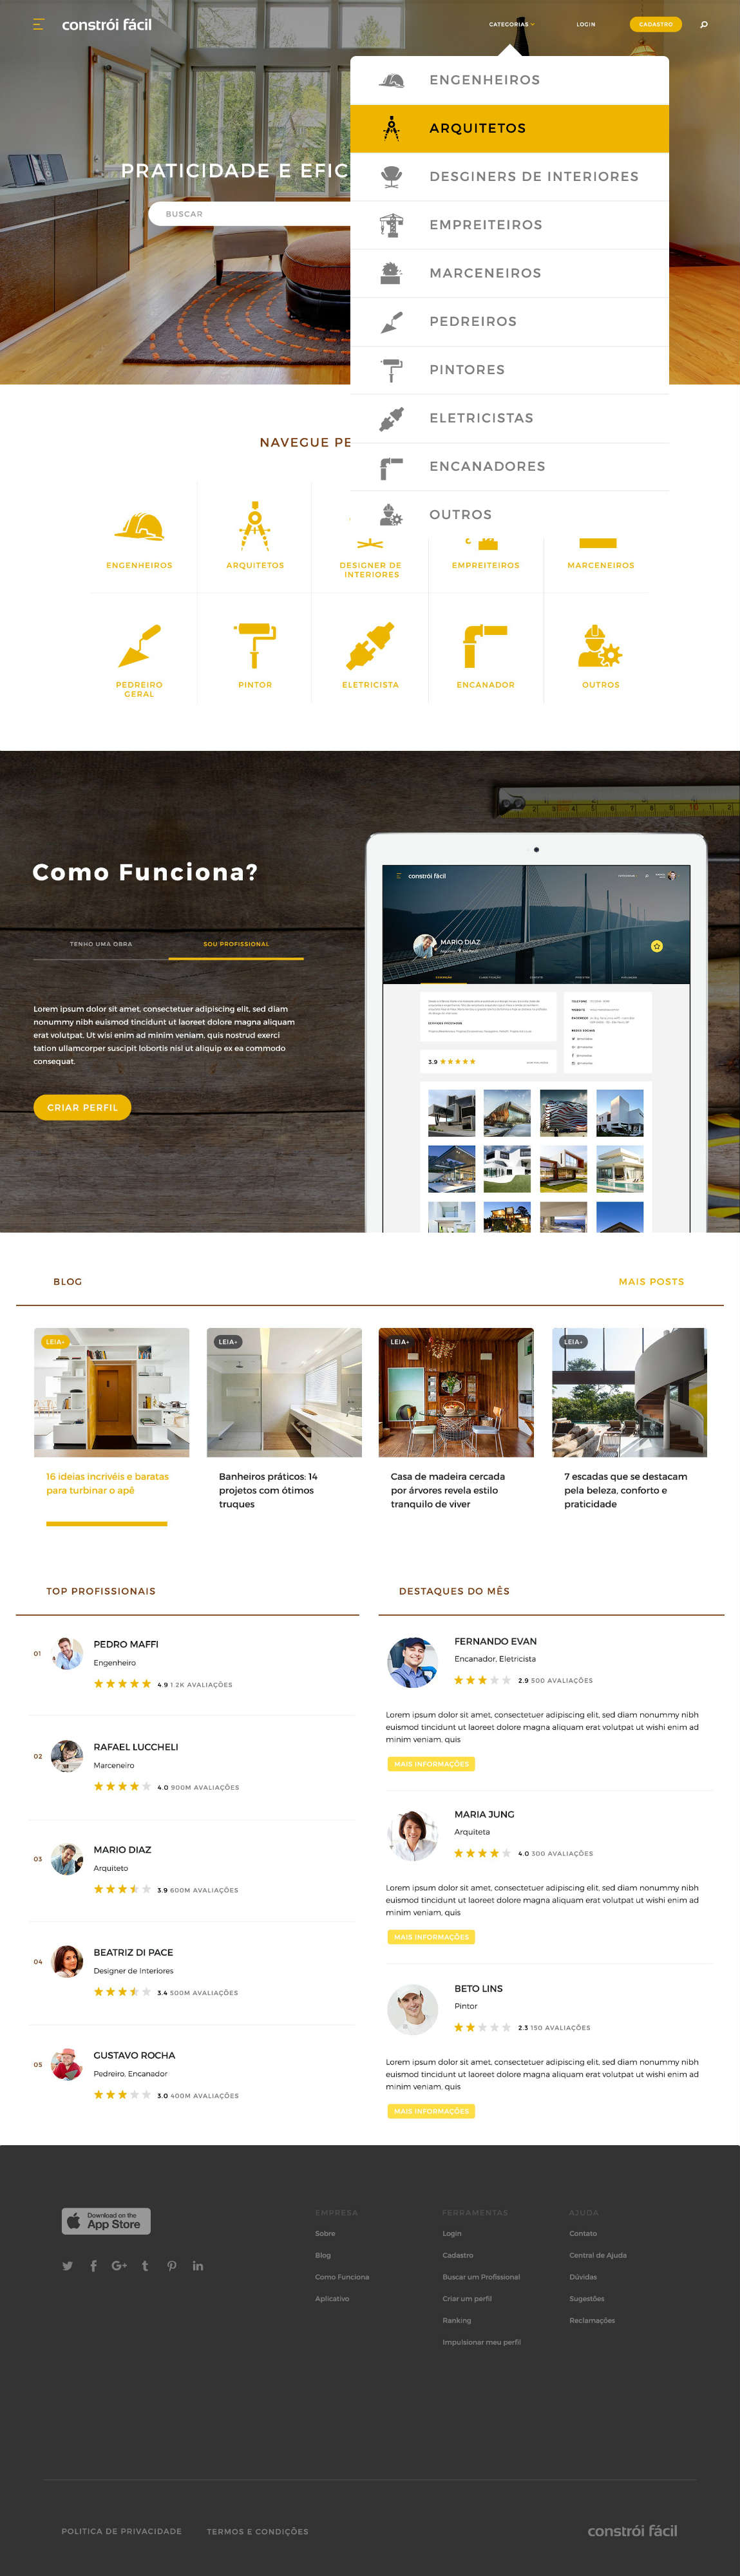 constrói fácil
CATEGORIAS
LOGIN
CADASTRO
PRATICIDADE E EFIC
BUSCAR
ENGENHEIROS
ARQUITETOS
DESGINERS DE INTERIORES
EMPREITEIROS
MARCENEIROS
PEDREIROS
PINTORES
ELETRICISTAS
ENCANADORES
OUTROS
NAVEGUE PE
ENGENHEIROS
ARQUITETOS
DESIGNER DE
INTERIORES
EMPREITEIROS
MARCENEIROS
PEDREIRO
GERAL
PINTOR
ELETRICISTA
ENCANADOR
OUTROS
Como Funciona?
TENHO UMA OBRA
SOU PROFISSIONAL
Lorem ipsum dolor sit amet, consectetuer adipiscing elit, sed diam
nonummy nibh euismod tincidunt ut laoreet dolore magna aliquam
erat volutpat. Ut wisi enim ad minim veniam, quis nostrud exerci
tation ullamcorper suscipit lobortis nisl ut aliquip ex ea commodo
consequat.
CRIAR PERFIL
constrói fácil
MARIO DIAZ
3.9
BLOG
MAIS POSTS
LEIA+
LEIA+
LEIA+
LEIA+
16 ideias incrivéis e baratas
para turbinar o apê
Banheiros práticos: 14
projetos com ótimos
truques
Casa de madeira cercada
por árvores revela estilo
tranquilo de viver
7 escadas que se destacam
pela beleza, conforto e
praticidade
TOP PROFISSIONAIS
01
PEDRO MAFFI
Engenheiro
4.9 1 2K AVALIAÇÕES
02
RAFAEL LUCCHELI
Marceneiro
4.0 900M AVALIAÇÕES
03
MARIO DIAZ
Arquiteto
3.9 600M AVALIAÇÕES
04
BEATRIZ DI PACE
Designer de Interiores
3.4 500M AVALIAÇÕES
05
GUSTAVO ROCHA
Pedreiro, Encanador
3.0 400M AVALIAÇÕES
DESTAQUES DO MÊS
FERNANDO EVAN
Encanador, Eletricista
2.9 500 AVALIAÇÕES
Lorem ipsum dolor sit amet, consectetuer adipiscing elit, sed diam nonummy nibh
euismod tincidunt ut laoreet dolore magna aliquam erat volutpat ut wishi enim ad
minim veniam, quis
MAIS INFORMAÇÕES
MARIA JUNG
Arquiteta
4.0 300 AVALIAÇÕES
Lorem ipsum dolor sit amet, consectetuer adipiscing elit, sed diam nonummy nibh
euismod tincidunt ut laoreet dolore magna aliquam erat volutpat ut wishi enim ad
minim veniam, quis
MAIS INFORMAÇÕES
BETO LINS
Pintor
2.3 150 AVALIAÇÕES
Lorem ipsum dolor sit amet, consectetuer adipiscing elit, sed diam nonummy nibh
euismod tincidunt ut laoreet dolore magna aliquam erat volutpat ut wishi enim ad
minim veniam, quis
MAIS INFORMAÇÕES
Download on the
App Store
EMPRESA
Sobre
Blog
Como Funciona
Aplicativo
FERRAMENTAS
Login
Cadastro
Buscar um Profissional
Criar um perfil
Ranking
Impulsionar meu perfil
AJUDA
Contato
Central de Ajuda
Dúvidas
Sugestões
Reclamações
POLITICA DE PRIVACIDADE
TERMOS E CONDIÇÕES
constrói fácil